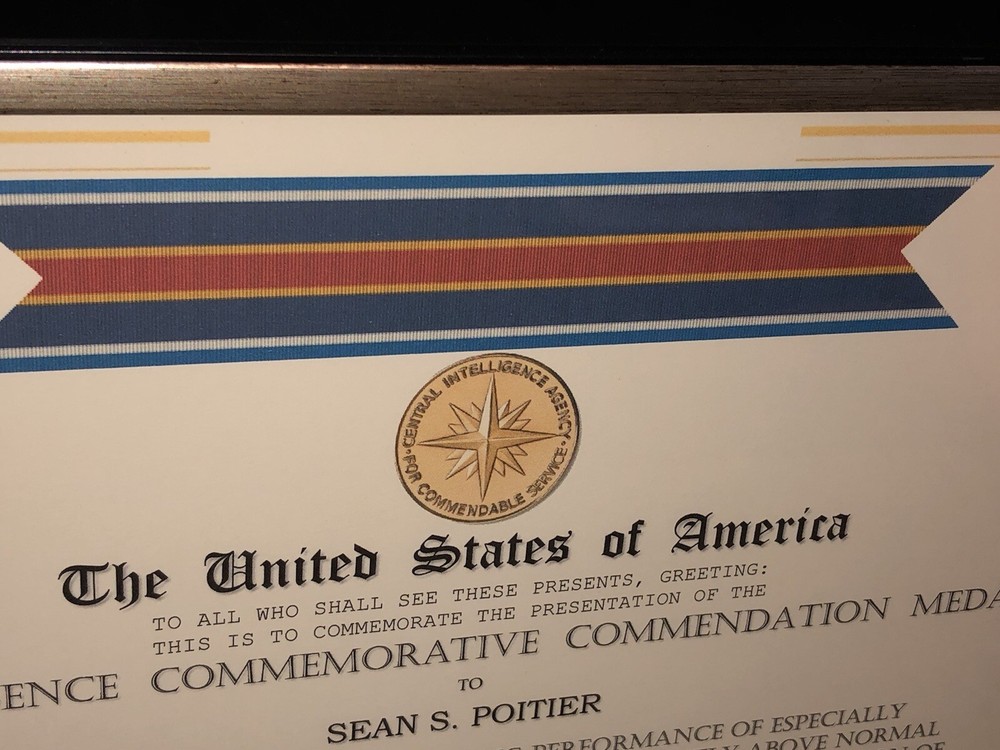 CENTRAL INTELLIGENCE AGENCY
FOR COMMENDABLE SERVICE
The United States of America
TO ALL WHO SHALL SEE THESE PRESENTS, GREETING:
THIS IS TO COMMEMORATE THE PRESENTATION OF THE
ENCE COMMEMORATIVE COMMENDATION MEDA
TO
SEAN S. POITIER
PERFORMANCE OF ESPECIALLY
ABOVE NORMAL